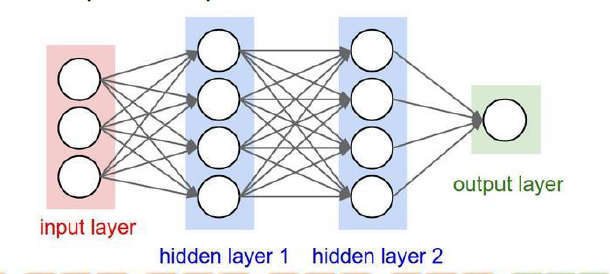 output layer
input layer
hidden layer 1 hidden layer 2